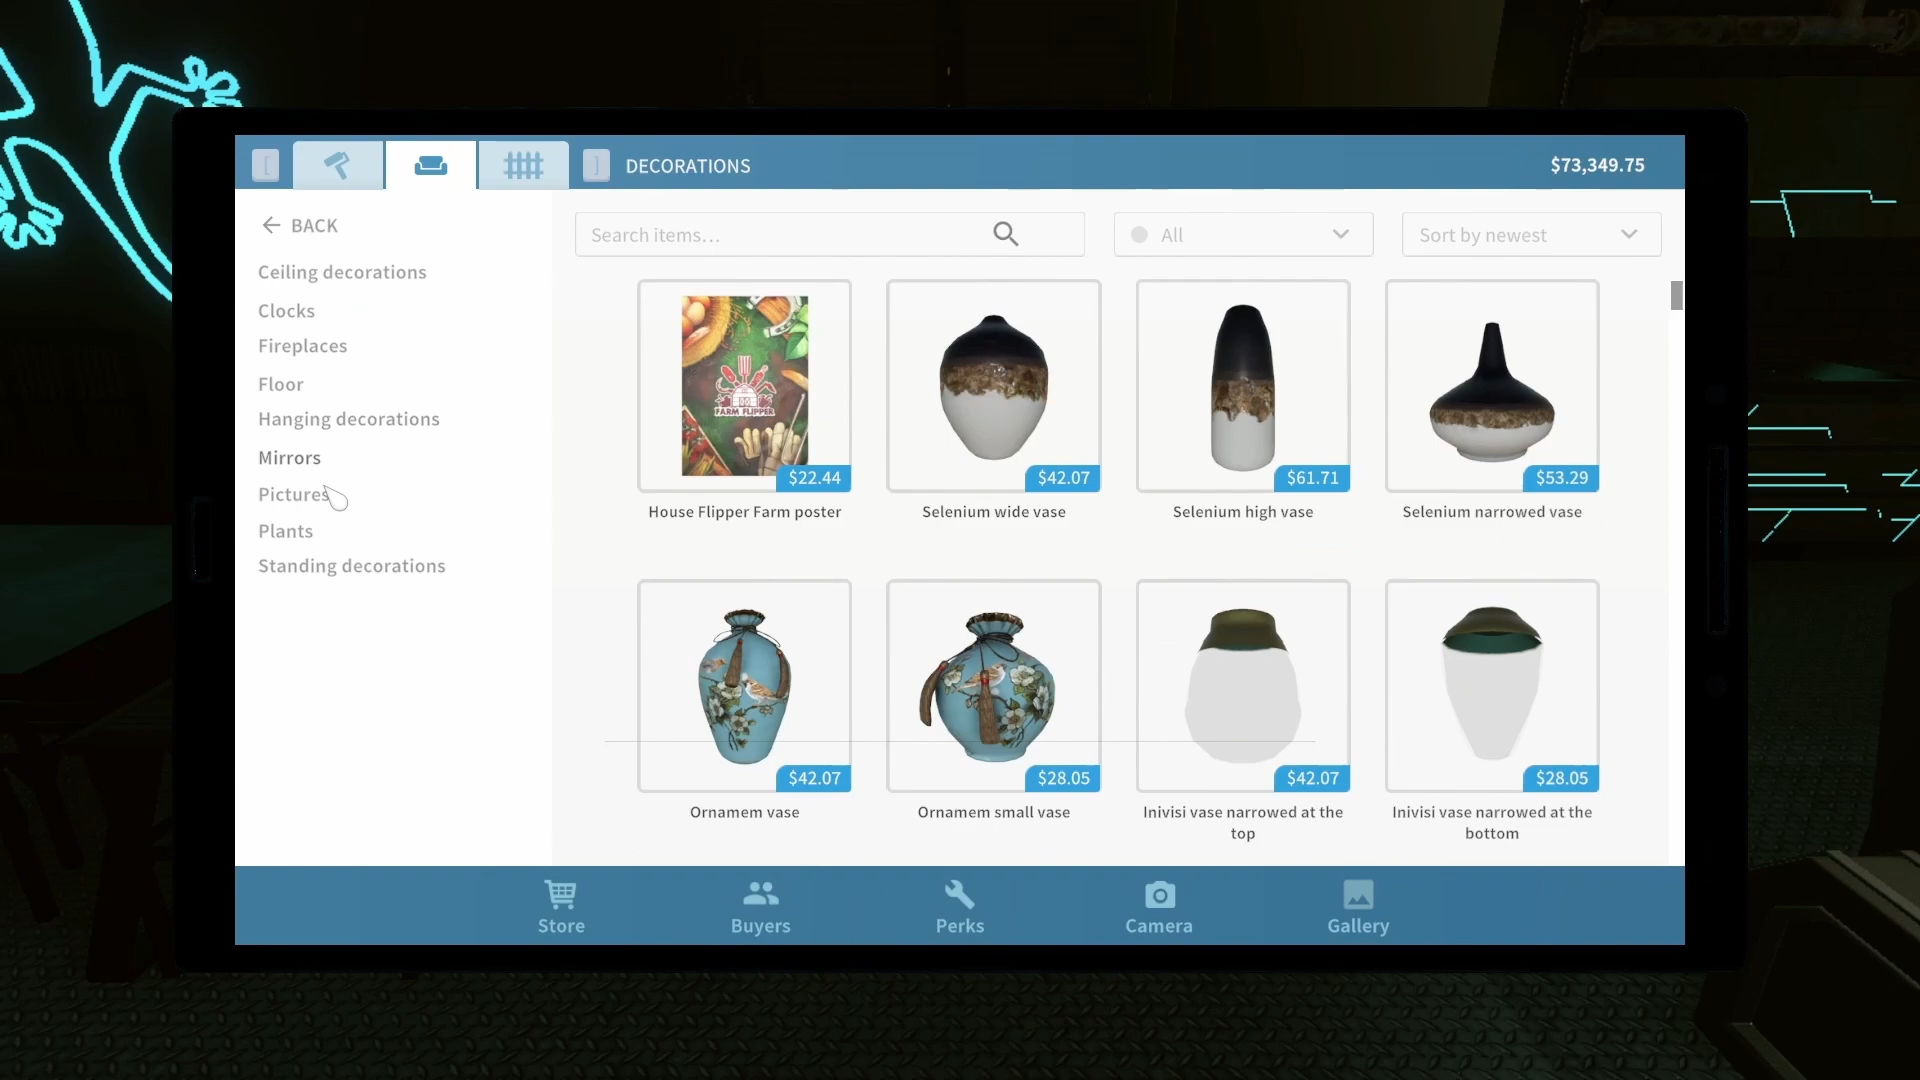 [
]
DECORATIONS
$73,349.75
BACK
Ceiling decorations
Clocks
Fireplaces
Floor
Hanging decorations
Mirrors
Pictures
Plants
Standing decorations
Search items...
All
Sort by newest
FARM FLIPPER
$22.44
$42.07
$61.71
$53.29
House Flipper Farm poster
Selenium wide vase
Selenium high vase
Selenium narrowed vase
$42.07
$28.05
$42.07
$28.05
Ornamem vase
Ornamem small vase
Inivisi vase narrowed at the
top
Inivisi vase narrowed at the
bottom
Store
Buyers
Perks
Camera
Gallery